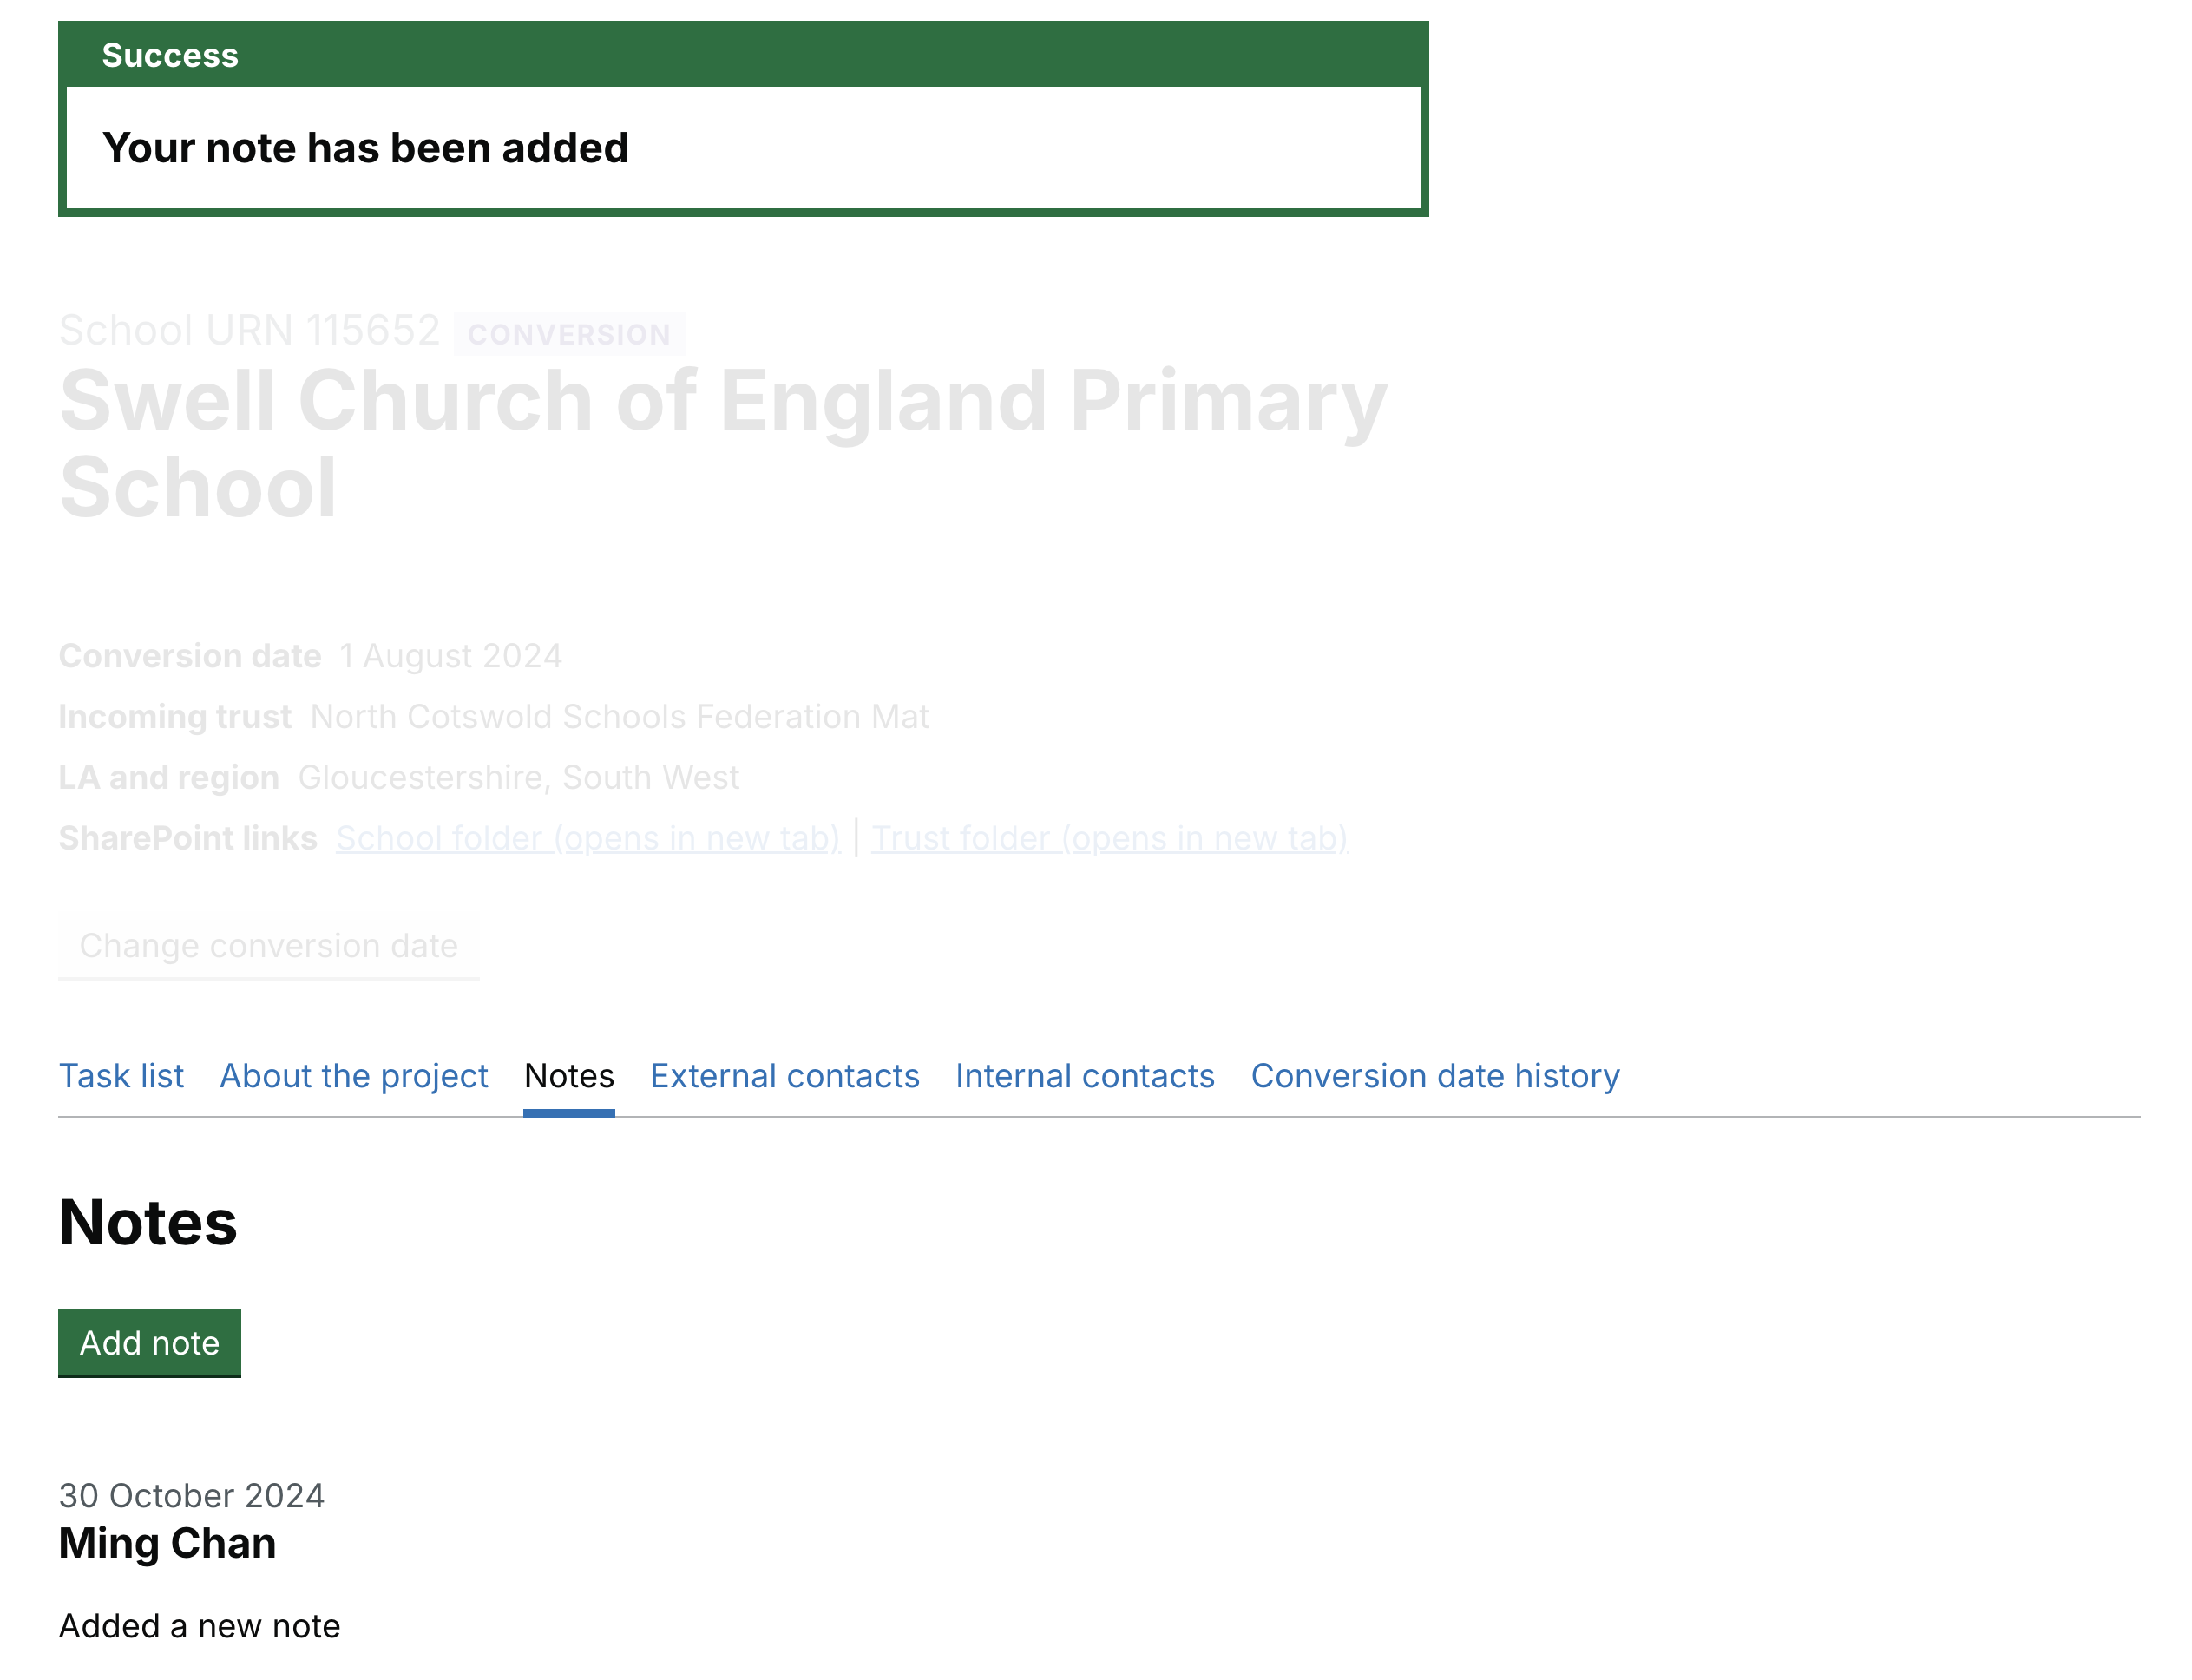 Success
Your note has been added
School URN 115652 CONVERSION
Swell Church of England Primary
School
Conversion date 1 August 2024
Incoming trust North Cotswold Schools Federation Mat
LA and region Gloucestershire, South West
SharePoint links School folder (opens in new tab) | Trust folder (opens in new tab)
Change conversion date
Task list About the project Notes External contacts Internal contacts Conversion date history
Notes
Add note
30 October 2024
Ming Chan
Added a new note